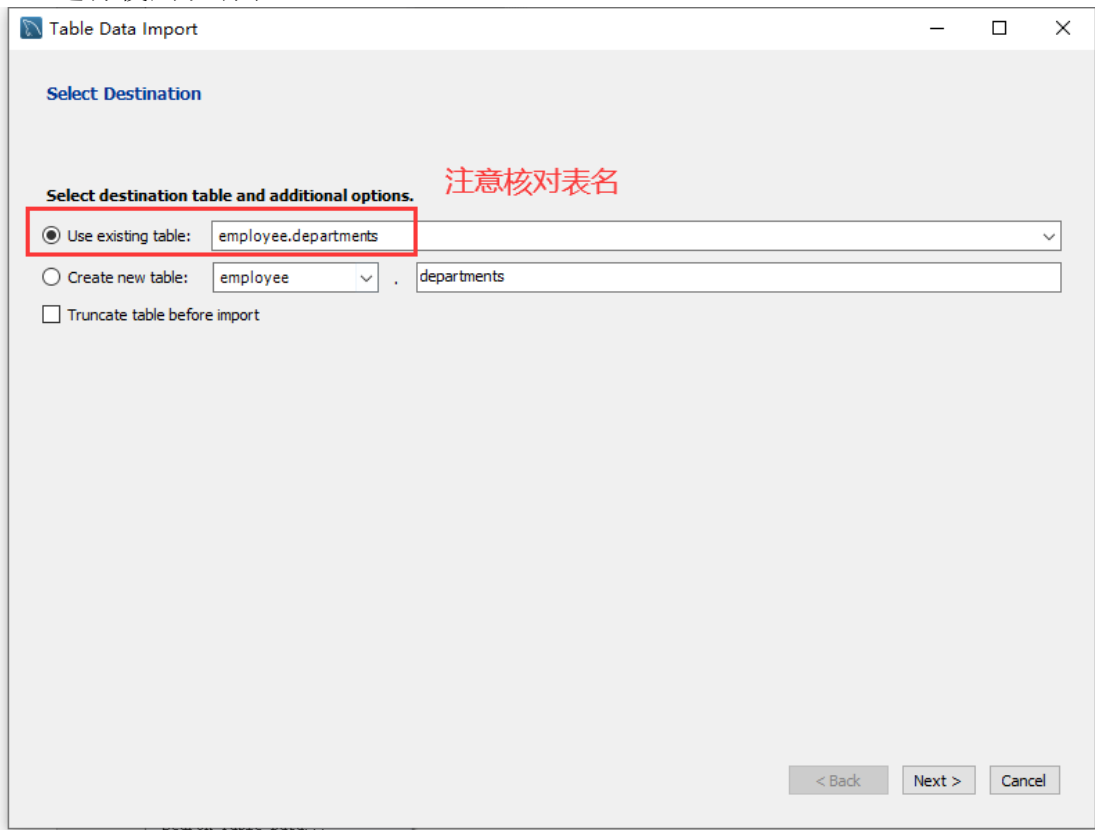 Table Data Import
Select Destination
注意核对表名
Select destination table and additional options.
Use existing table: employee.departments
Create new table: employee . departments
Truncate table before import
< Back Next > Cancel